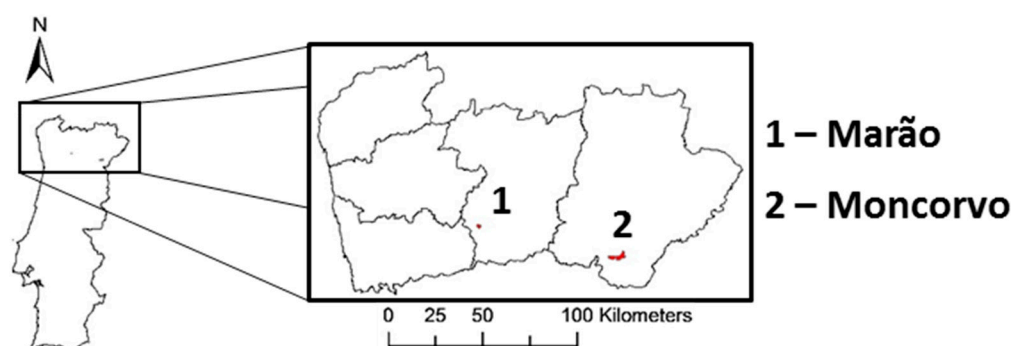 N
1 – Marão
2 – Moncorvo
1
2
0 25 50 100 Kilometers